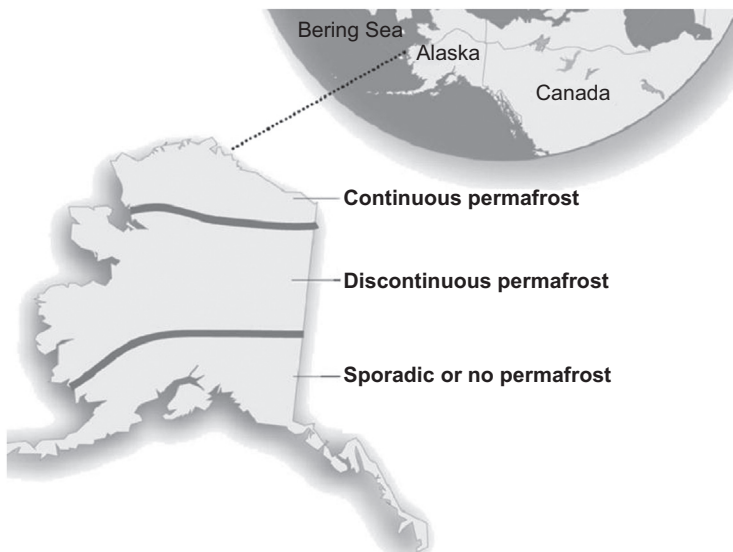 Bering Sea
Alaska
Canada
Continuous permafrost
Discontinuous permafrost
Sporadic or no permafrost